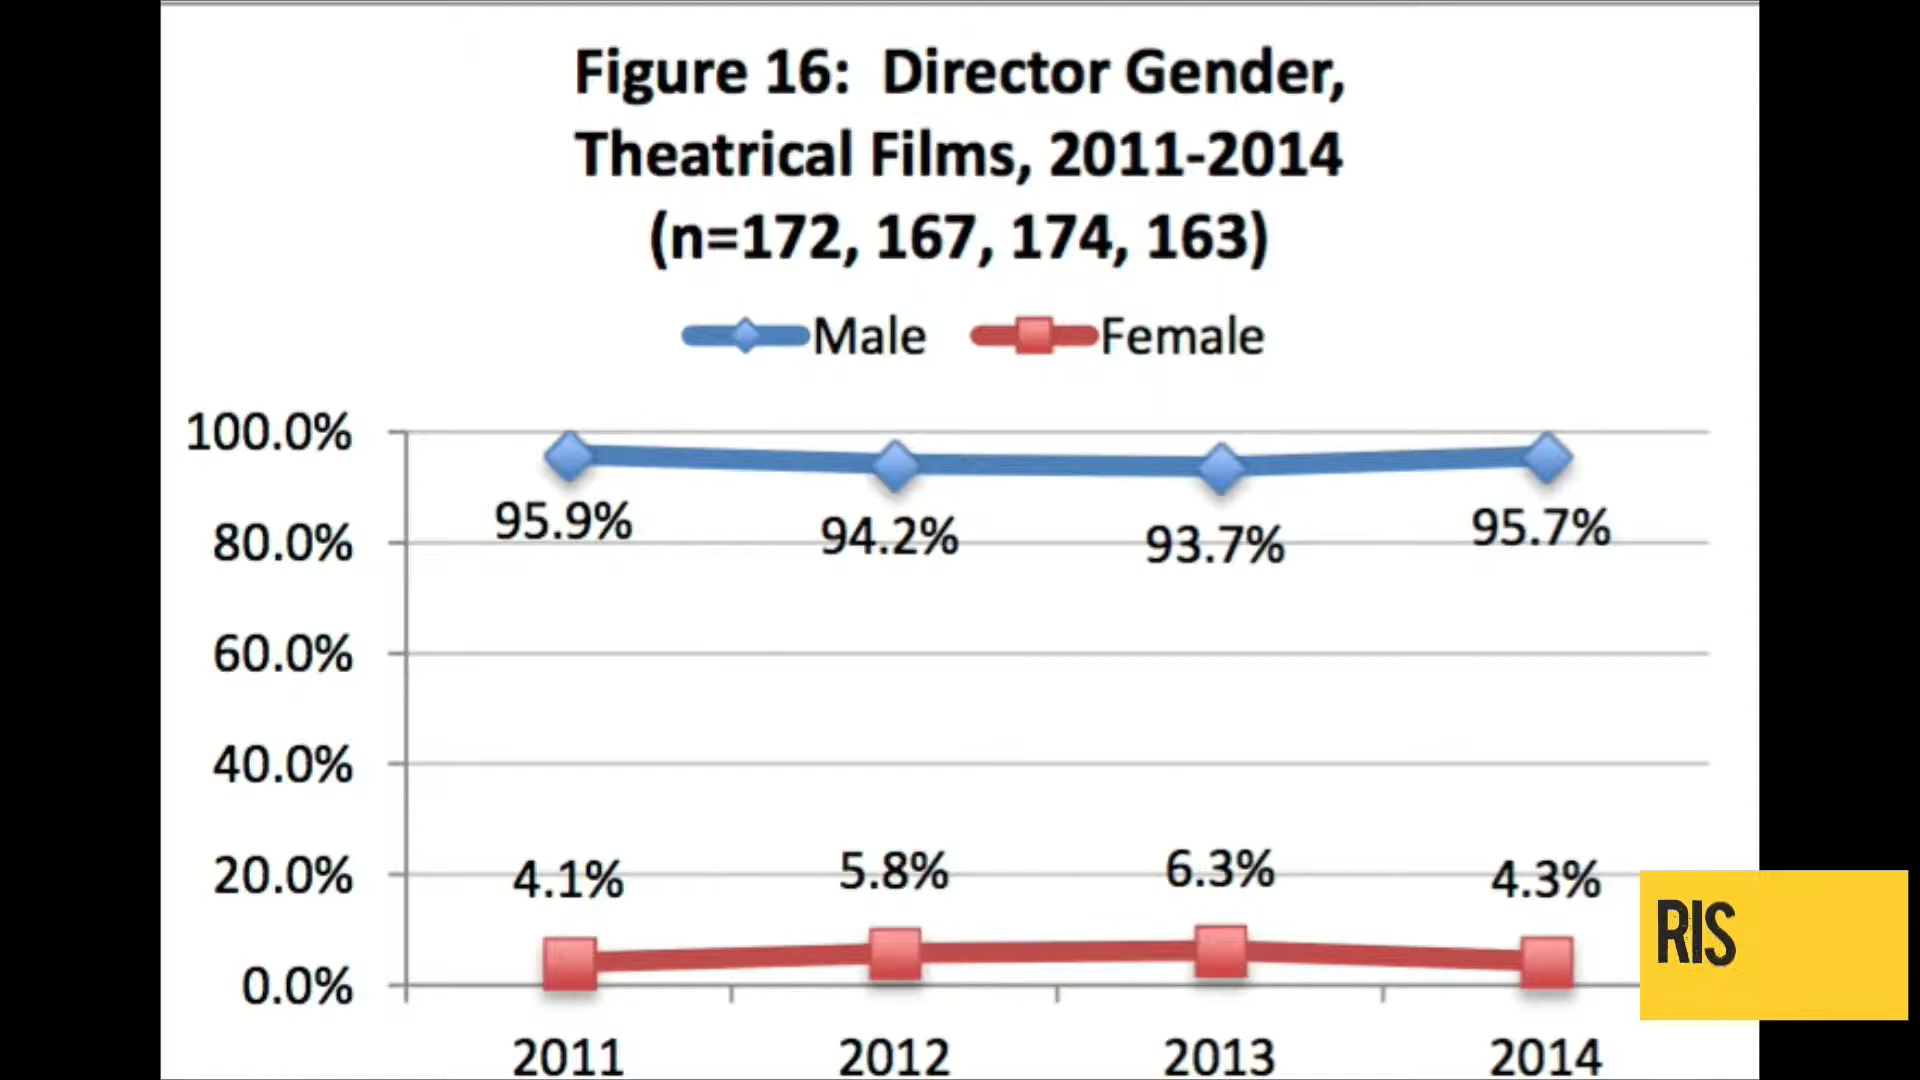 Figure 16: Director Gender,
Theatrical Films, 2011-2014
(n=172, 167, 174, 163)
Male Female
100.0%
80.0%
60.0%
40.0%
20.0%
0.0%
95.9% 94.2% 93.7% 95.7%
4.1% 5.8% 6.3% 4.3%
2011 2012 2013 2014
RIS